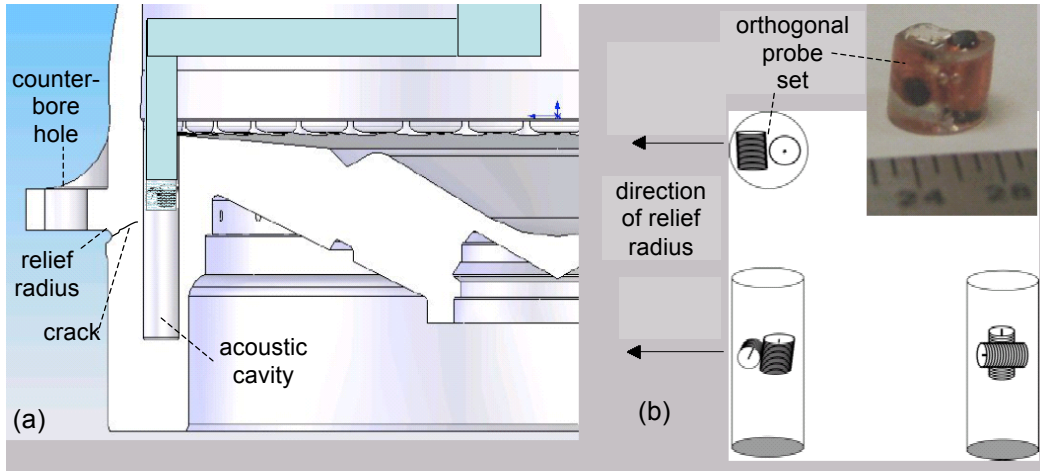 counter-
bore
hole
relief
radius
crack
acoustic
cavity
(a)
orthogonal
probe
set
direction
of relief
radius
(b)
24
26